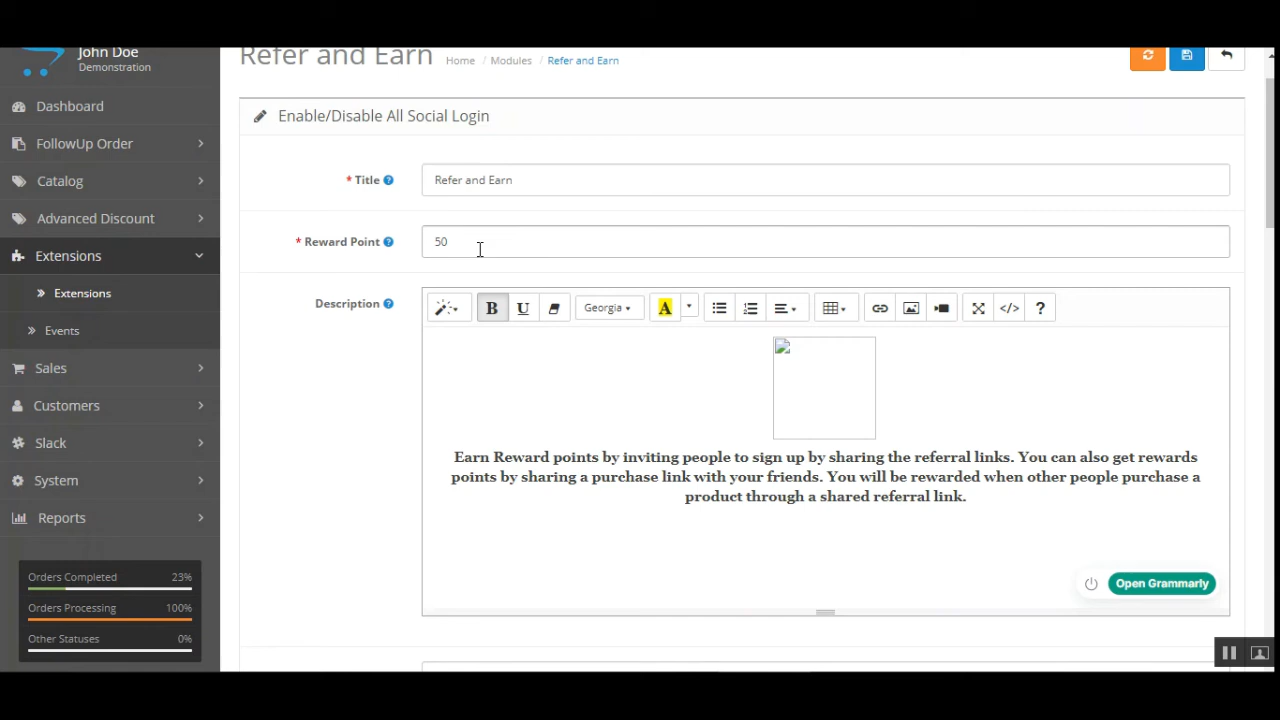 John Doe
Demonstration
Dashboard
FollowUp Order
Catalog
Advanced Discount
Extensions
Extensions
Events
Sales
Customers
Slack
System
Reports
Orders Completed 23%
Orders Processing 100%
Other Statuses 0%
Refer and Earn Home / Modules / Refer and Earn
Enable/Disable All Social Login
* Title ? Refer and Earn
* Reward Point ? 50
Description ?
B U Georgia A </> ?
Earn Reward points by inviting people to sign up by sharing the referral links. You can also get rewards
points by sharing a purchase link with your friends. You will be rewarded when other people purchase a
product through a shared referral link.
Open Grammarly